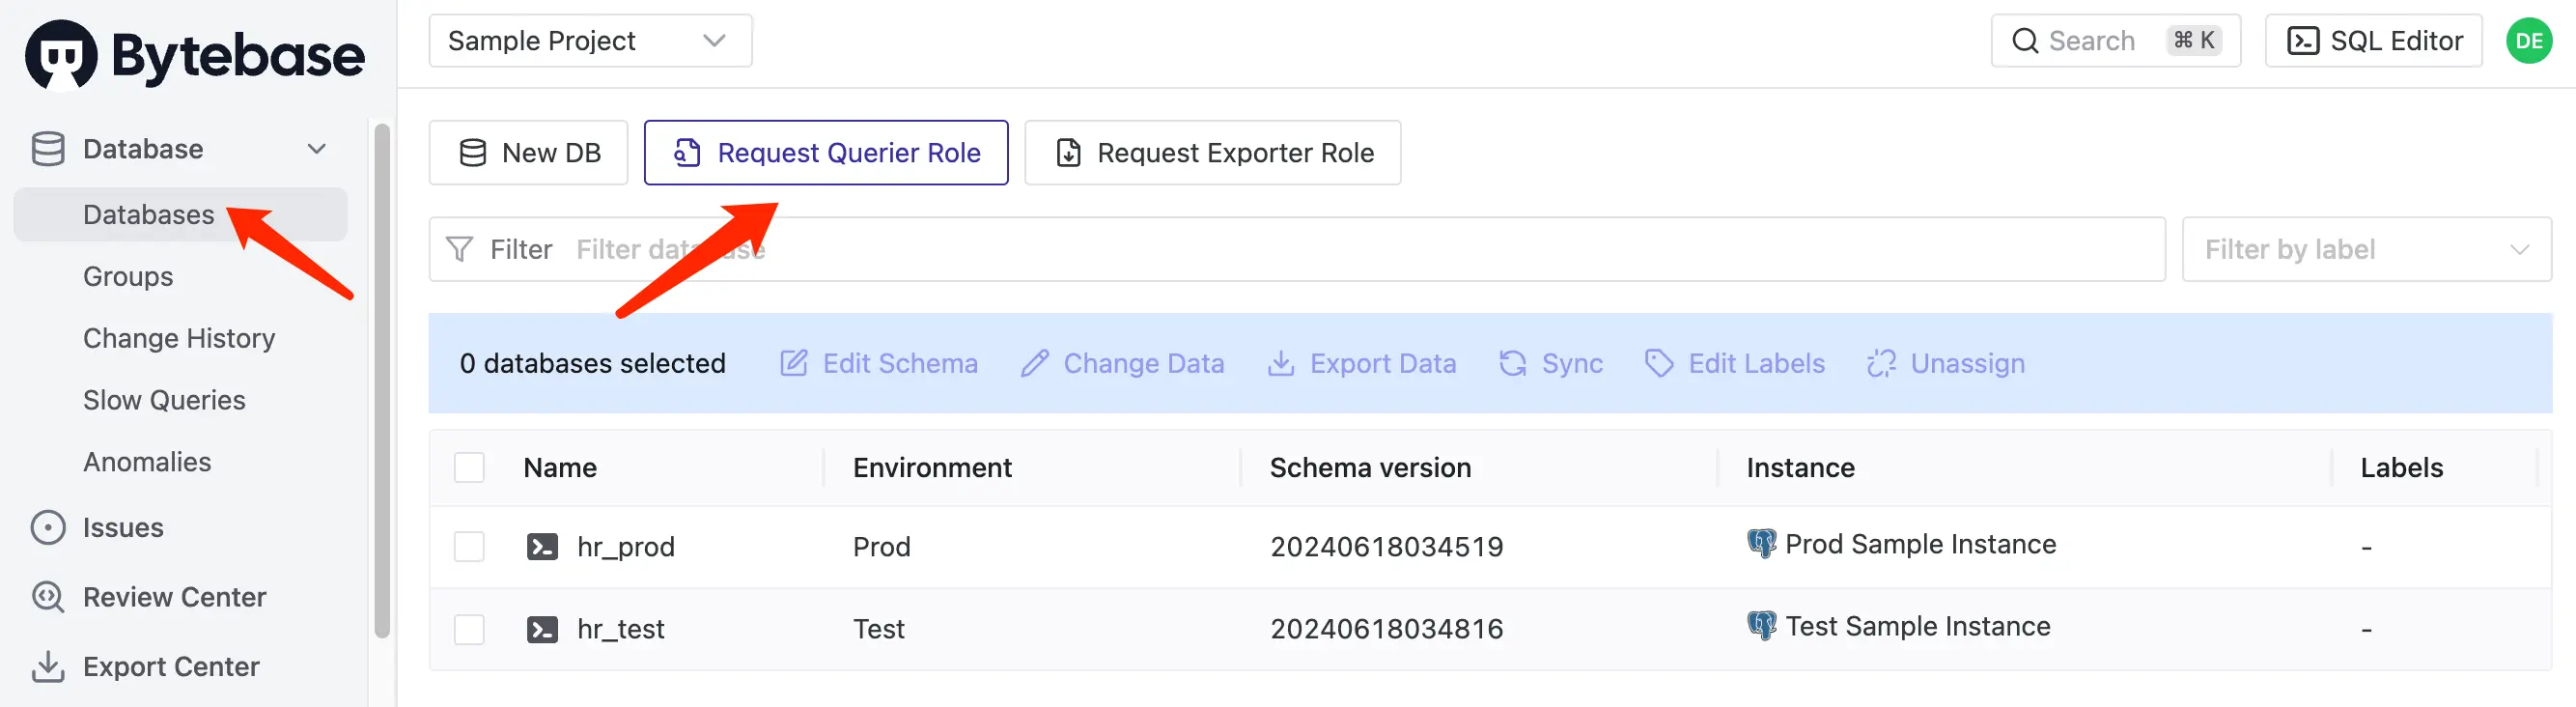 Bytebase
Sample Project
Search ⌘ K
SQL Editor
DE
Database
Databases
Groups
Change History
Slow Queries
Anomalies
Issues
Review Center
Export Center
New DB
Request Querier Role
Request Exporter Role
Filter Filter database
Filter by label
0 databases selected Edit Schema Change Data Export Data Sync Edit Labels Unassign
Name Environment Schema version Instance Labels
hr_prod Prod 20240618034519 Prod Sample Instance -
hr_test Test 20240618034816 Test Sample Instance -